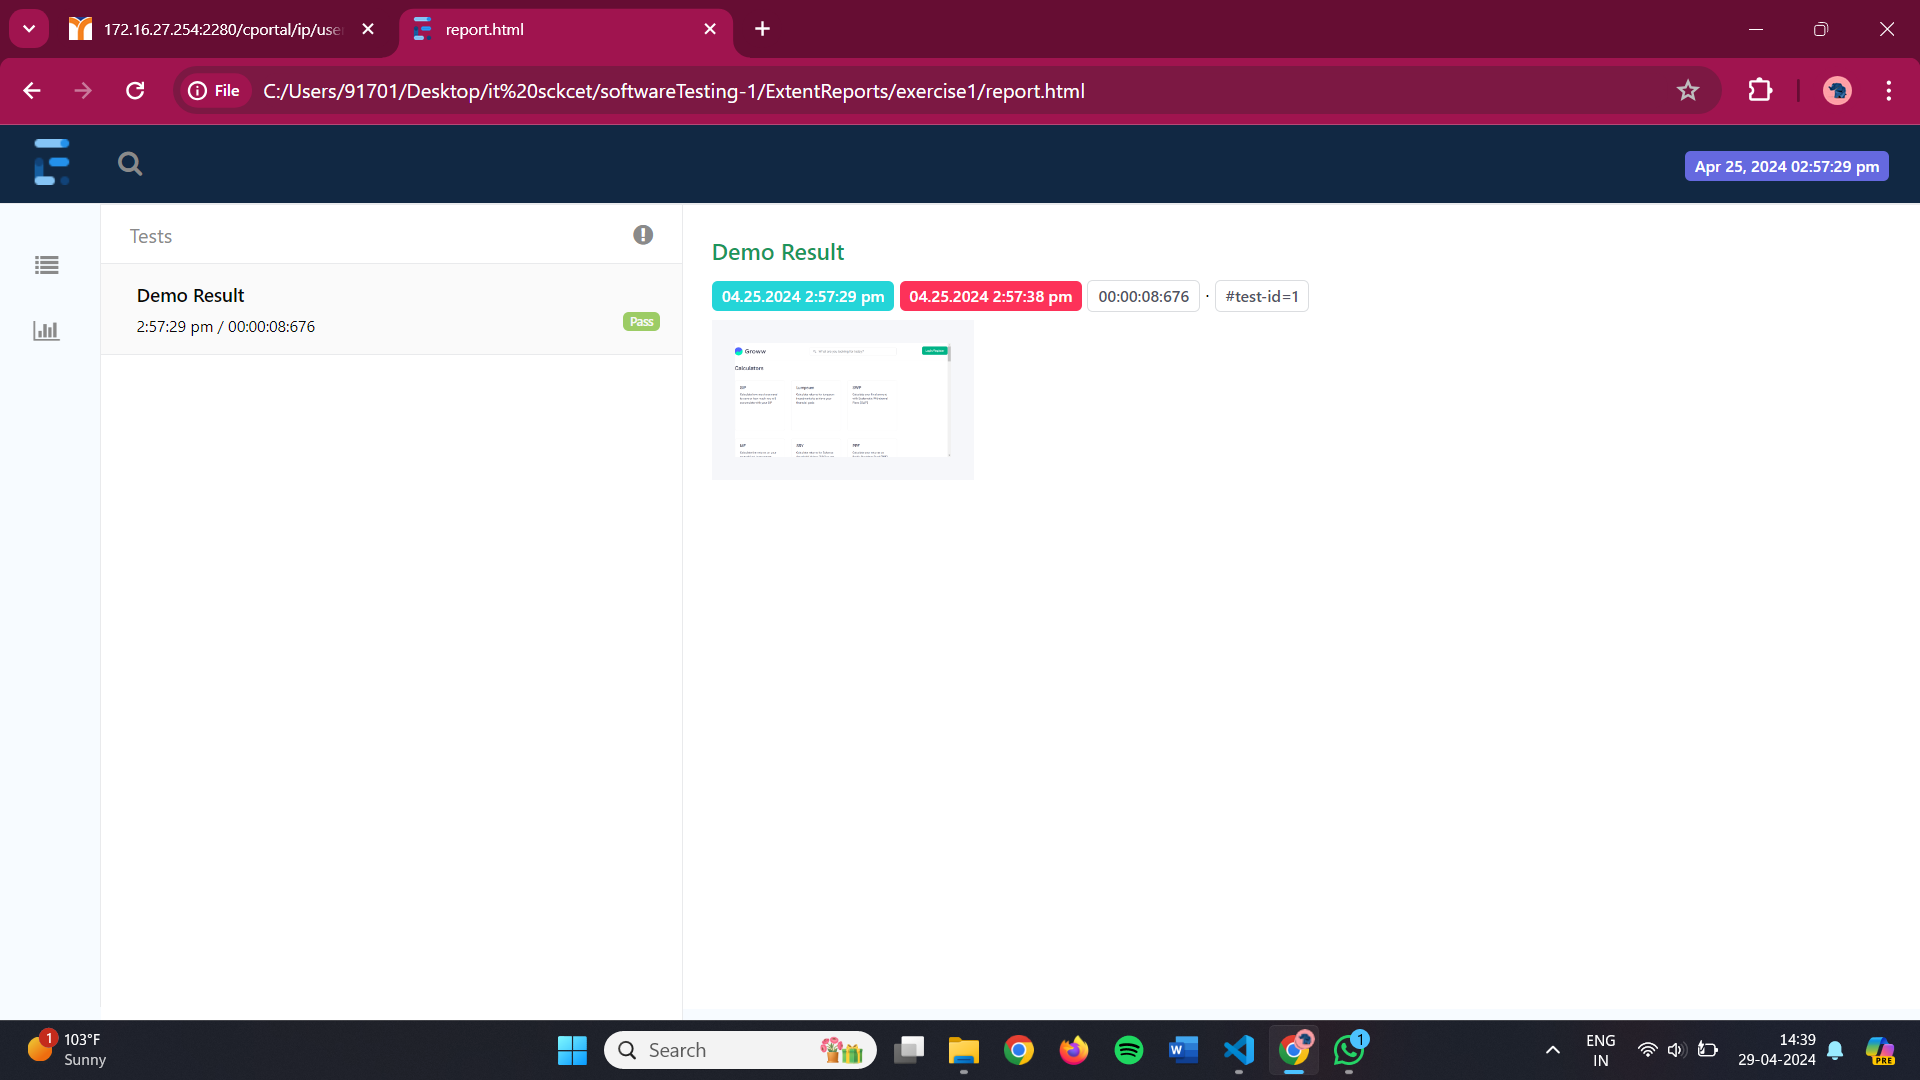 172.16.27.254:2280/cportal/ip/use
report.html
File
C:/Users/91701/Desktop/it%20sckcet/softwareTesting-1/ExtentReports/exercise1/report.html
Apr 25, 2024 02:57:29 pm
Tests
Demo Result
2:57:29 pm / 00:00:08:676
Pass
Demo Result
04.25.2024 2:57:29 pm
04.25.2024 2:57:38 pm
00:00:08:676
·
#test-id=1
Groww
Calculators
1
103°F
Sunny
Search
1
ENG
IN
14:39
29-04-2024
PRE